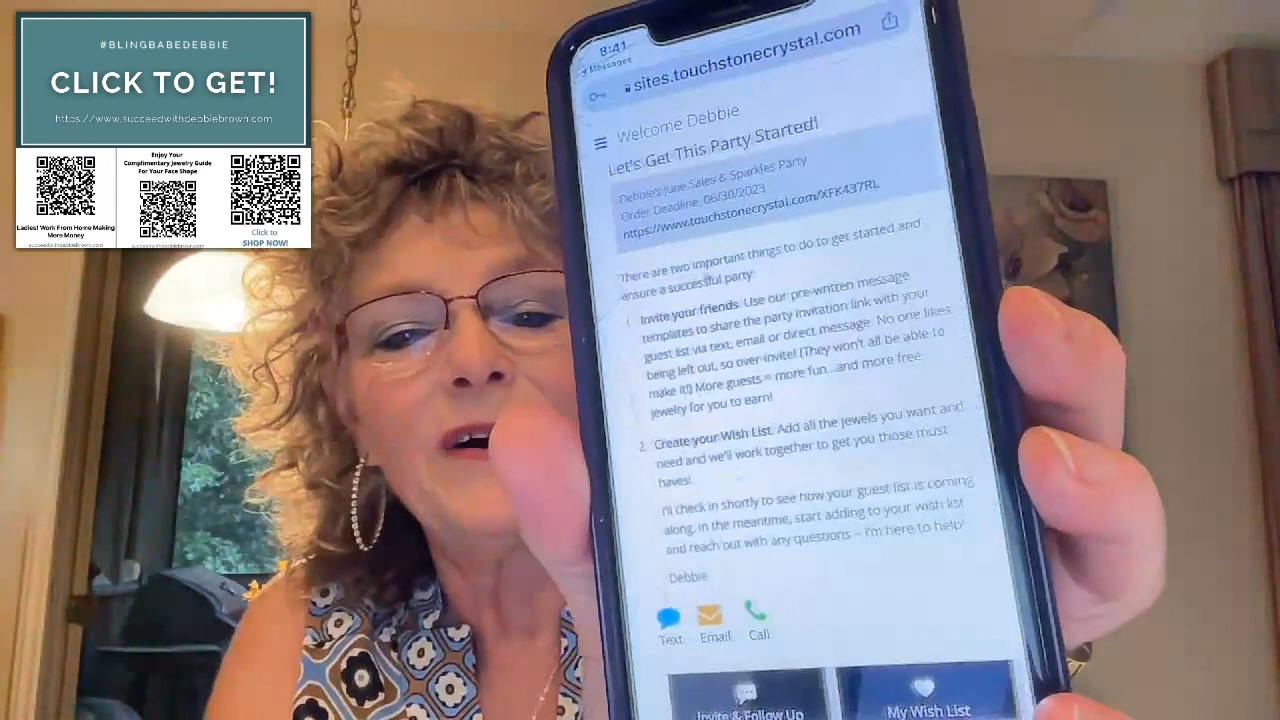 #BLINGBABEDEBBIE
CLICK TO GET!
https://www.succeedwithdebbiebrown.com
Ladies! Work From Home Making
More Money
succeedwithdebbiebrown.com
Enjoy Your
Complimentary Jewelry Guide
For Your Face Shape
succeedwithdebbiebrown.com
Click to
SHOP NOW!
8:41
Messages
sites.touchstonecrystal.com
Welcome Debbie
Let's Get This Party Started!
Debbie's June Sales & Sparkles Party
Order Deadline: 06/30/2023
https://www.touchstonecrystal.com/XFK437RL
There are two important things to do to get started and
ensure a successful party:
1. Invite your friends. Use our pre-written message
templates to share the party invitation link with your
guest list via text, email or direct message. No one likes
being left out, so over-invite! (They won't all be able to
make it!) More guests = more fun...and more free
jewelry for you to earn!
2. Create your Wish List. Add all the jewels you want and
need and we'll work together to get you those must
haves!
I'll check in shortly to see how your guest list is coming
along, in the meantime, start adding to your wish list
and reach out with any questions – I'm here to help!
Debbie
Text Email Call
Invite & Follow Up
My Wish List